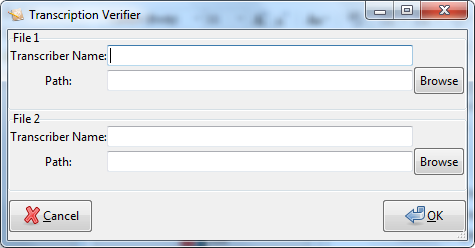 Transcription Verifier
File 1
Transcriber Name:
Path:
Browse
File 2
Transcriber Name:
Path:
Browse
Cancel
OK